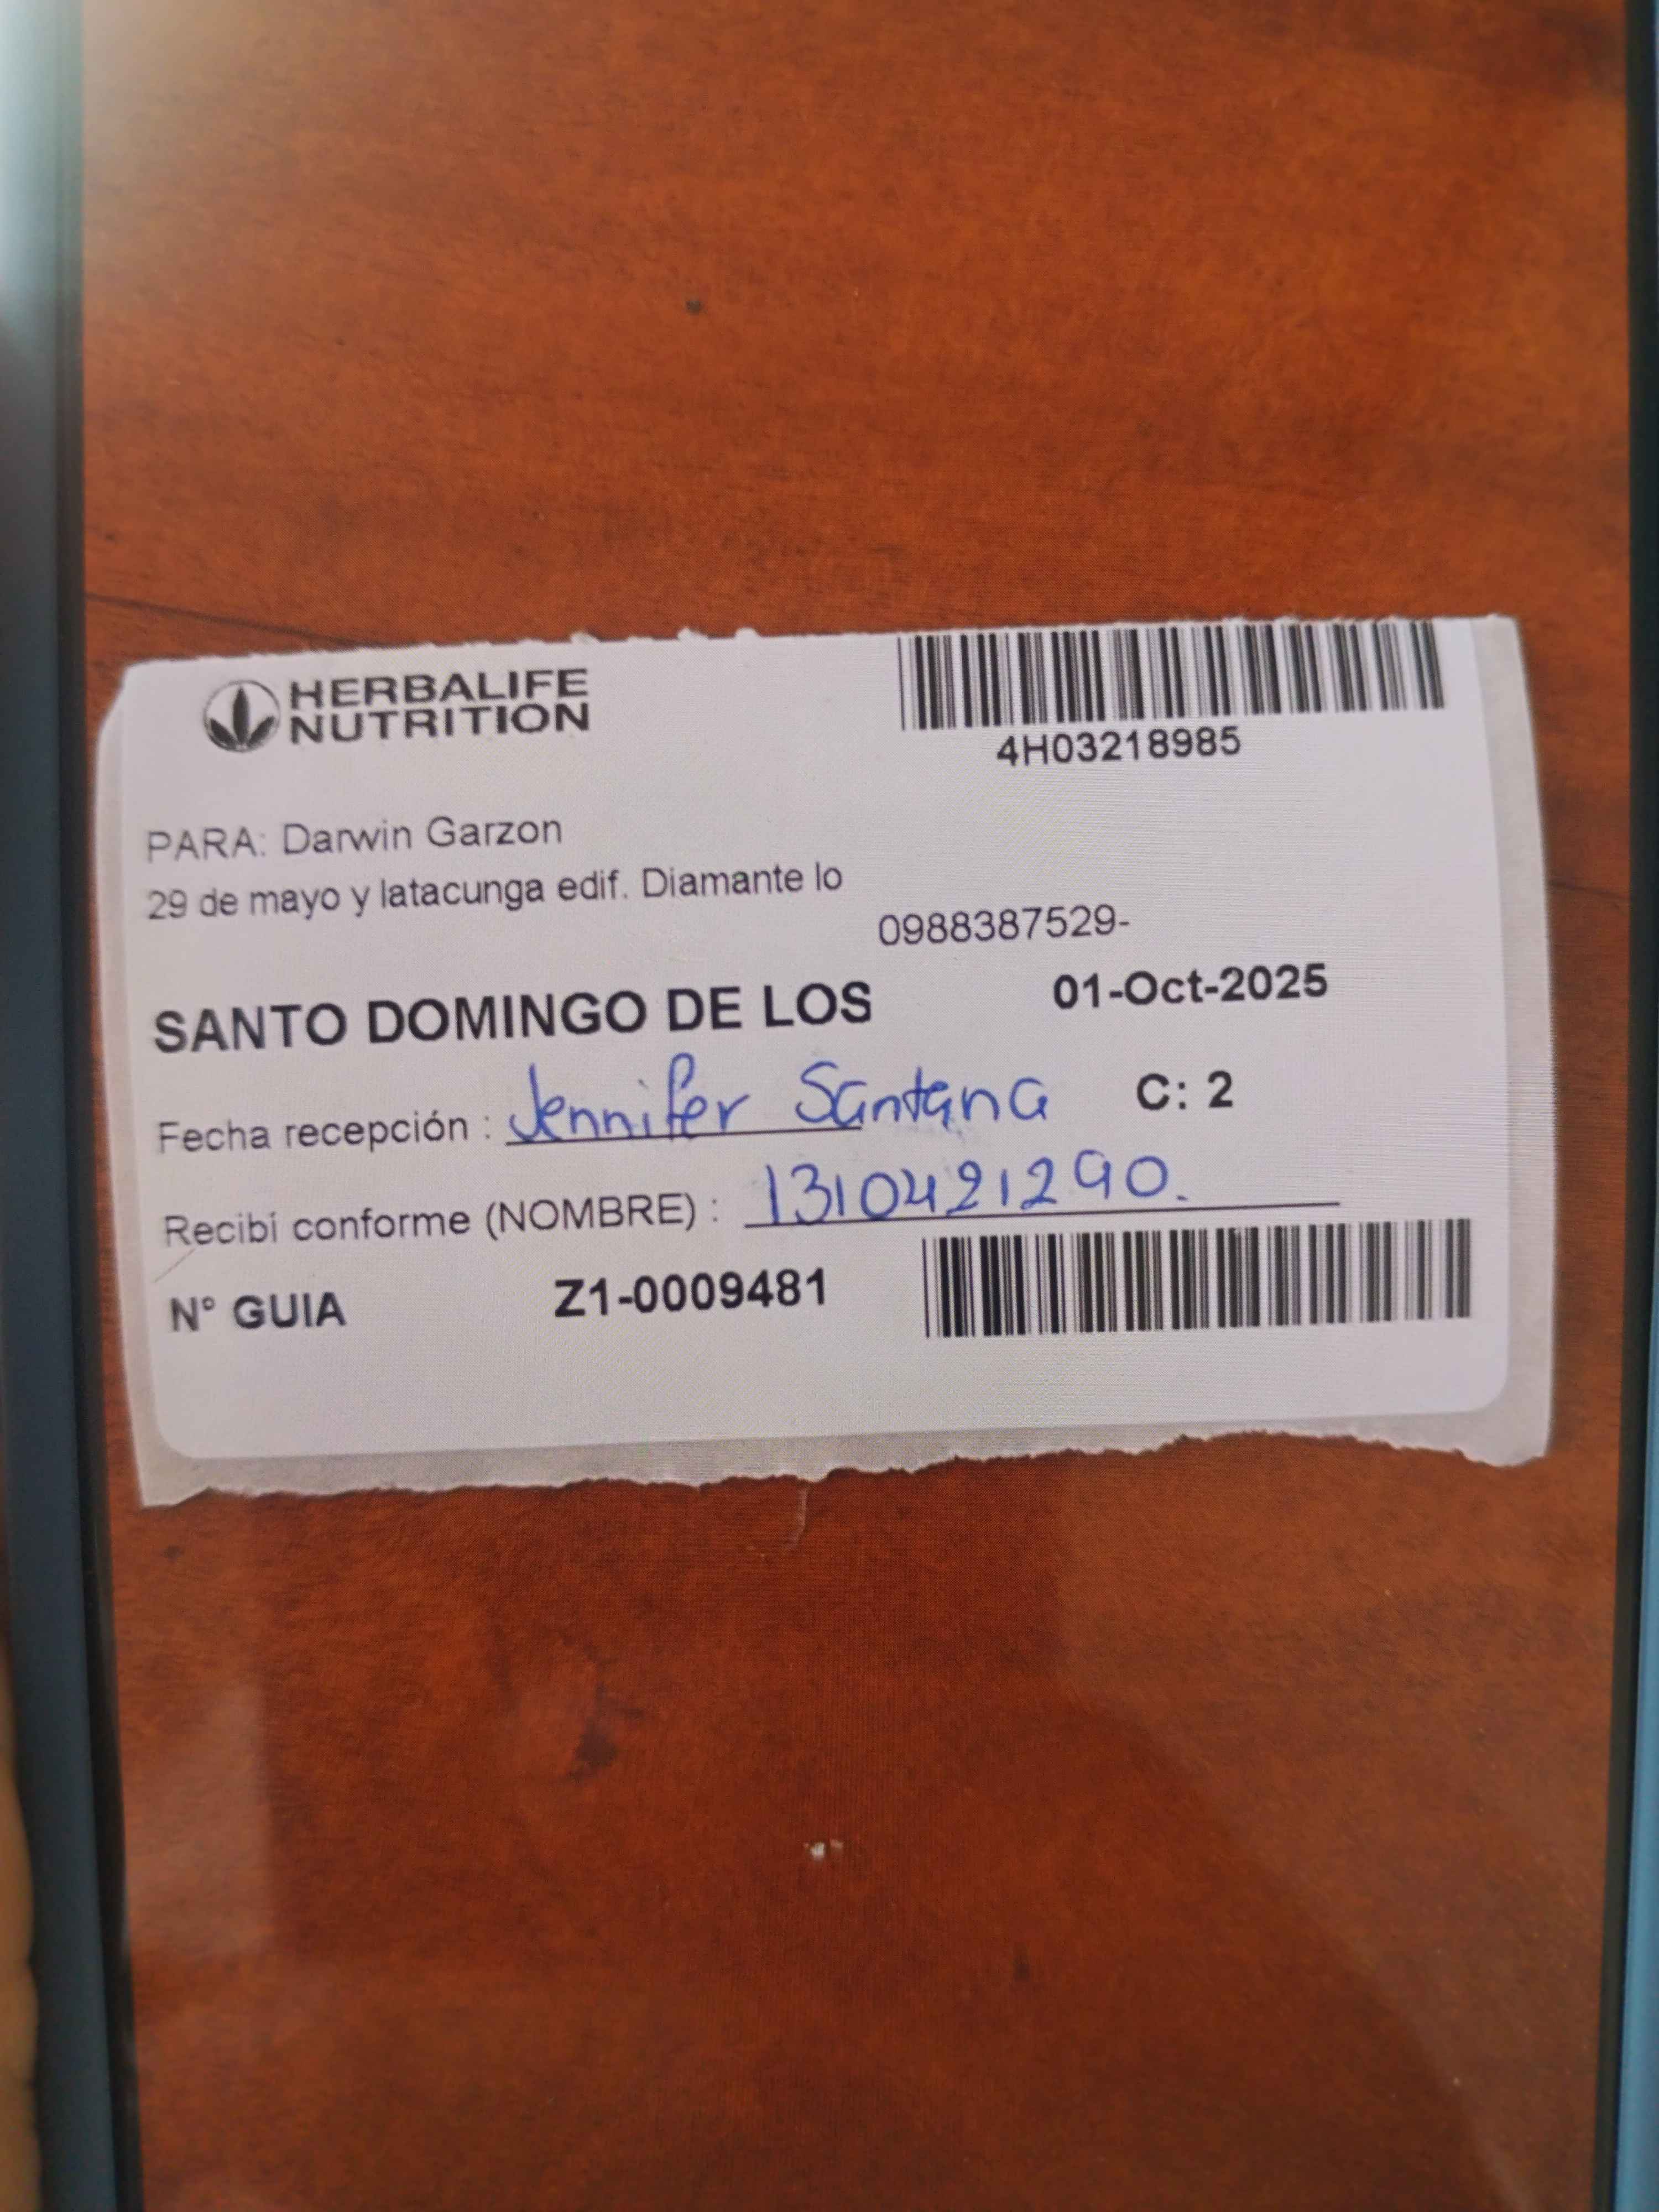 HERBALIFE
NUTRITION
4H03218985
PARA: Darwin Garzon
29 de mayo y latacunga edif. Diamante lo
0988387529-
SANTO DOMINGO DE LOS
01-Oct-2025
Fecha recepción : Jennifer Santana
C: 2
Recibí conforme (NOMBRE) : 1310421290.
N° GUIA Z1-0009481